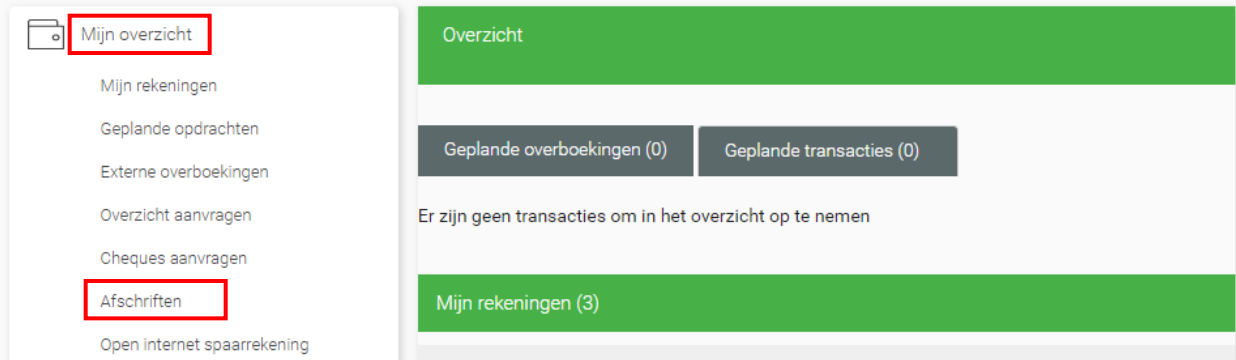 Mijn overzicht
Mijn rekeningen
Geplande opdrachten
Externe overboekingen
Overzicht aanvragen
Cheques aanvragen
Afschriften
Open internet spaarrekening
Overzicht
Geplande overboekingen (0)
Geplande transacties (0)
Er zijn geen transacties om in het overzicht op te nemen
Mijn rekeningen (3)